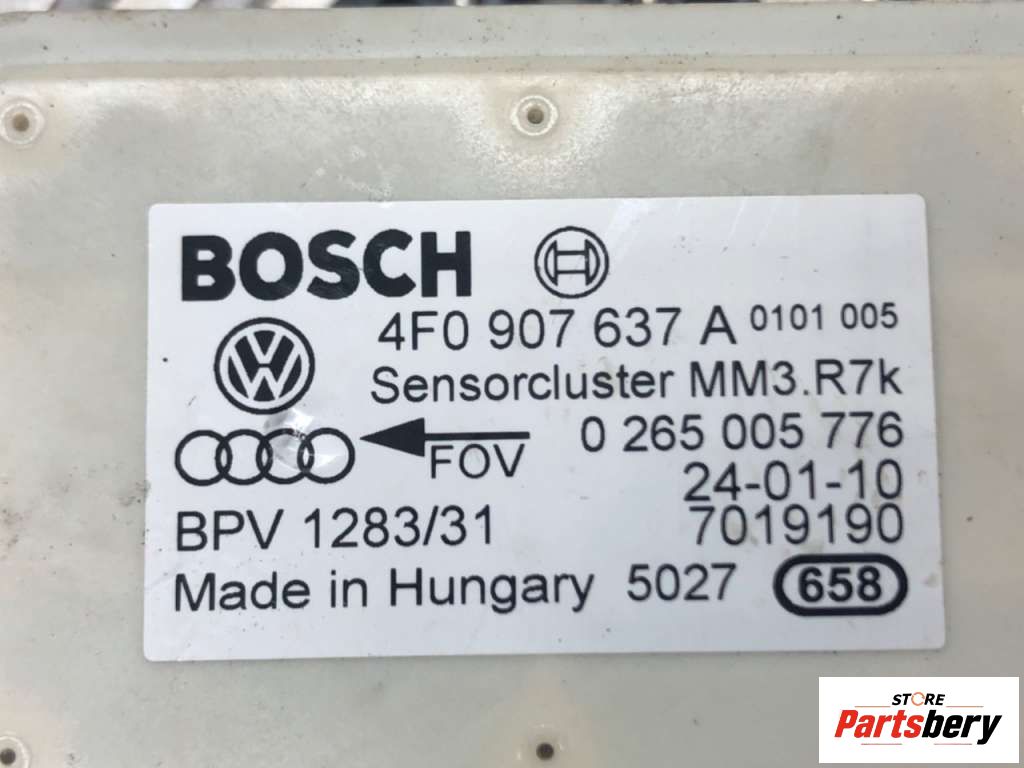 BOSCH
4F0 907 637 A 0101 005
Sensorcluster MM3.R7k
FOV 0 265 005 776
24-01-10
BPV 1283/31 7019190
Made in Hungary 5027 658
STORE
Partsbery